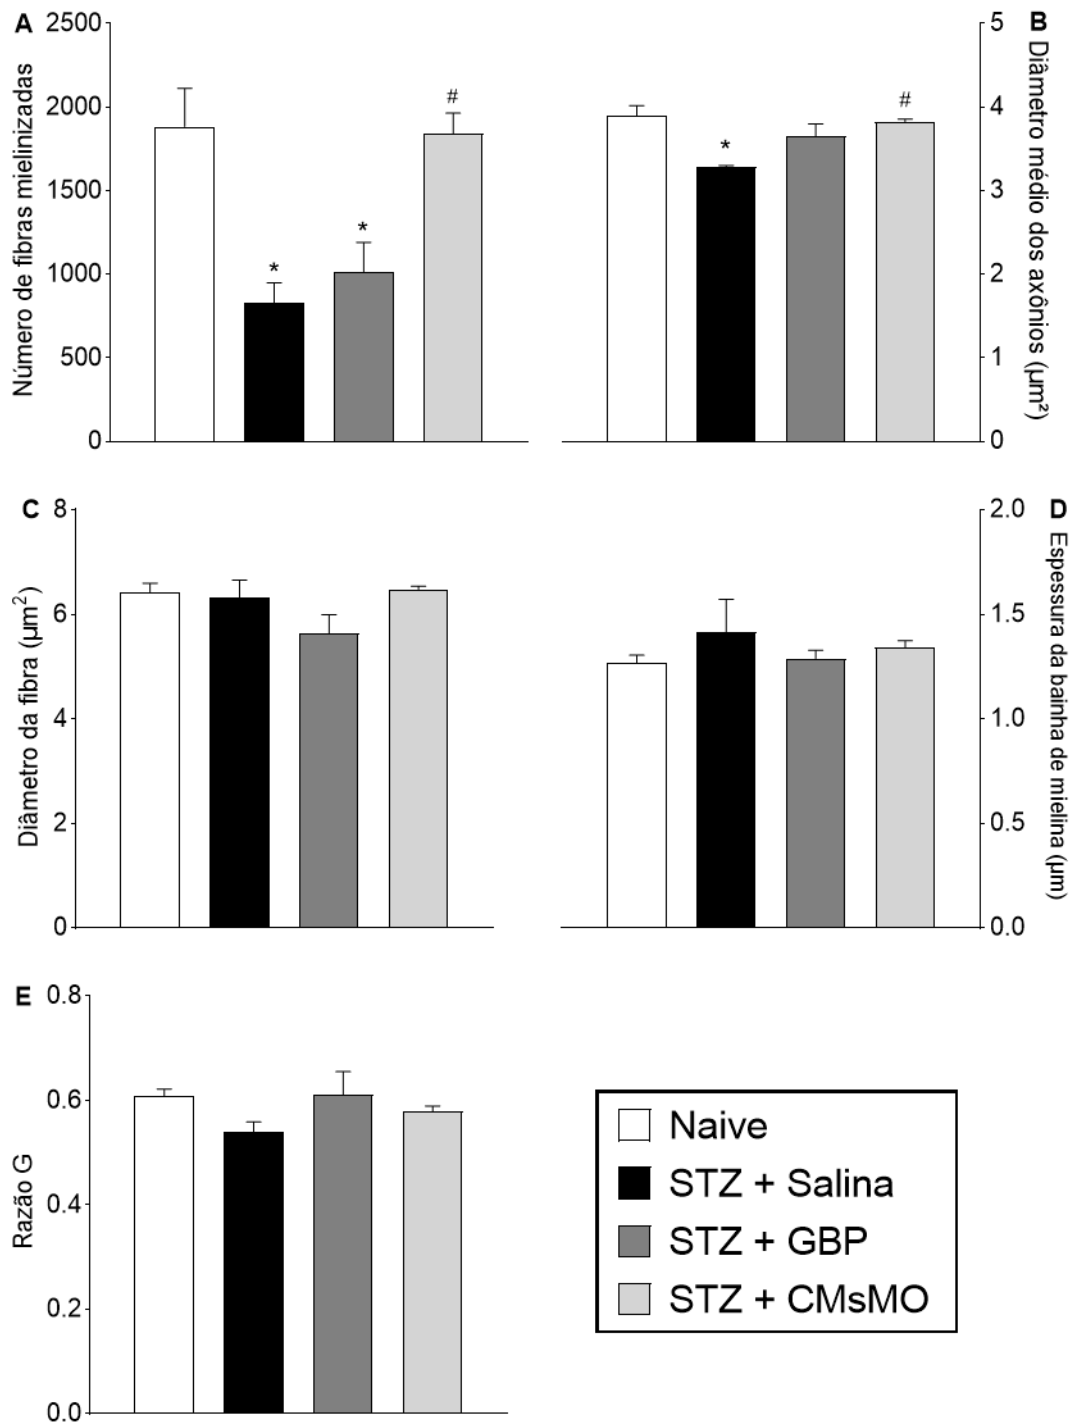 A
Número de fibras mielinizadas
2500
2000
1500
1000
500
0
*
*
#
B
Diâmetro médio dos axônios (µm²)
5
4
3
2
1
0
*
#
C
Diâmetro da fibra (µm²)
8
6
4
2
0
D
Espessura da bainha de mielina (µm)
2.0
1.5
1.0
0.5
0.0
E
Razão G
0.8
0.6
0.4
0.2
0.0
Naive
STZ + Salina
STZ + GBP
STZ + CMsMO